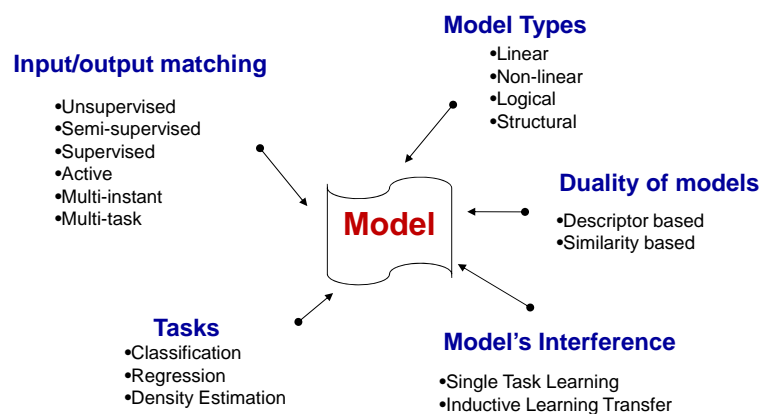 Model Types
•Linear
•Non-linear
•Logical
•Structural
Input/output matching
•Unsupervised
•Semi-supervised
•Supervised
•Active
•Multi-instant
•Multi-task
Duality of models
•Descriptor based
•Similarity based
Model
Tasks
•Classification
•Regression
•Density Estimation
Model's Interference
•Single Task Learning
•Inductive Learning Transfer